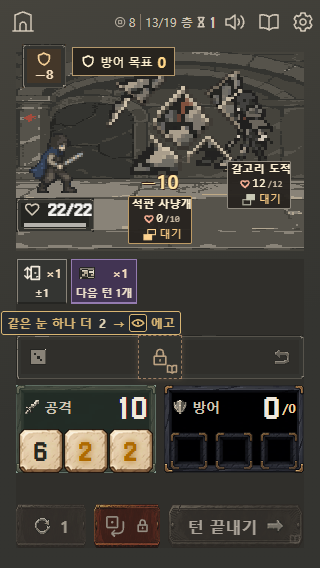 8 | 13/19 층 1
–8
방어 목표 0
–10
갈고리 도적
12/12
대기
석판 사냥개
0/10
대기
22/22
×1
±1
×1
다음 턴 1개
같은 눈 하나 더 2 → 예고
공격 10
방어 0/0
6 2 2
1
턴 끝내기